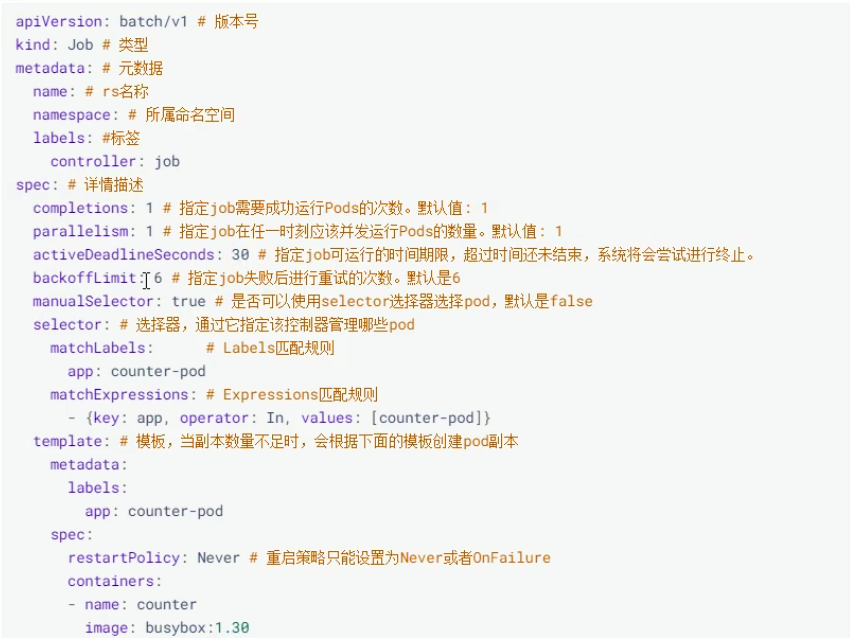 apiVersion: batch/v1 # 版本号
kind: Job # 类型
metadata: # 元数据
  name: # rs名称
  namespace: # 所属命名空间
  labels: #标签
    controller: job
spec: # 详情描述
  completions: 1 # 指定job需要成功运行Pods的次数。默认值: 1
  parallelism: 1 # 指定job在任一时刻应该并发运行Pods的数量。默认值: 1
  activeDeadlineSeconds: 30 # 指定job可运行的时间期限，超过时间还未结束，系统将会尝试进行终止。
  backoffLimit: 6 # 指定job失败后进行重试的次数。默认是6
  manualSelector: true # 是否可以使用selector选择器选择pod，默认是false
  selector: # 选择器，通过它指定该控制器管理哪些pod
    matchLabels:      # Labels匹配规则
      app: counter-pod
    matchExpressions: # Expressions匹配规则
      - {key: app, operator: In, values: [counter-pod]}
  template: # 模板，当副本数量不足时，会根据下面的模板创建pod副本
    metadata:
      labels:
        app: counter-pod
    spec:
      restartPolicy: Never # 重启策略只能设置为Never或者OnFailure
      containers:
      - name: counter
        image: busybox:1.30